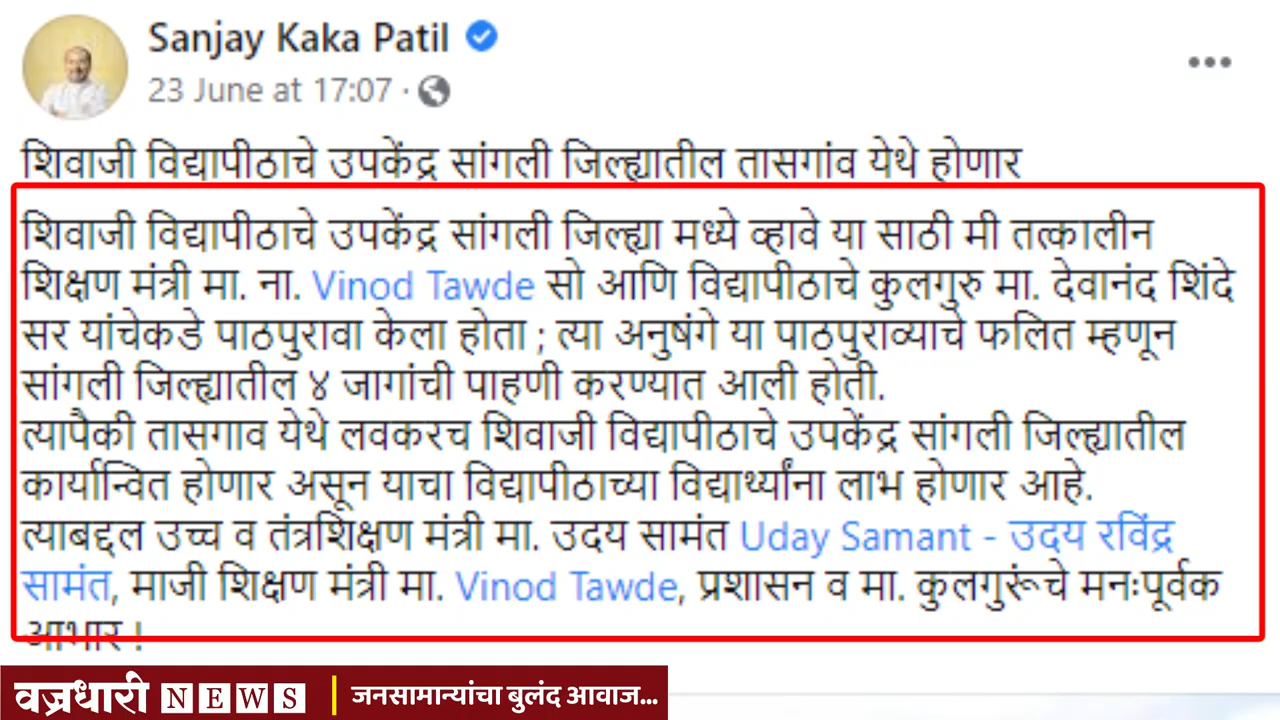 Sanjay Kaka Patil
23 June at 17:07 ·
शिवाजी विद्यापीठाचे उपकेंद्र सांगली जिल्ह्यातील तासगांव येथे होणार
शिवाजी विद्यापीठाचे उपकेंद्र सांगली जिल्ह्या मध्ये व्हावे या साठी मी तत्कालीन
शिक्षण मंत्री मा. ना. Vinod Tawde सो आणि विद्यापीठाचे कुलगुरु मा. देवानंद शिंदे
सर यांचेकडे पाठपुरावा केला होता ; त्या अनुषंगे या पाठपुराव्याचे फलित म्हणून
सांगली जिल्ह्यातील ४ जागांची पाहणी करण्यात आली होती.
त्यापैकी तासगाव येथे लवकरच शिवाजी विद्यापीठाचे उपकेंद्र सांगली जिल्ह्यातील
कार्यान्वित होणार असून याचा विद्यापीठाच्या विद्यार्थ्यांना लाभ होणार आहे.
त्याबद्दल उच्च व तंत्रशिक्षण मंत्री मा. उदय सामंत Uday Samant - उदय रविंद्र
सामंत, माजी शिक्षण मंत्री मा. Vinod Tawde, प्रशासन व मा. कुलगुरूंचे मनःपूर्वक
आभार !
वज्रधारी NEWS जनसामान्यांचा बुलंद आवाज...